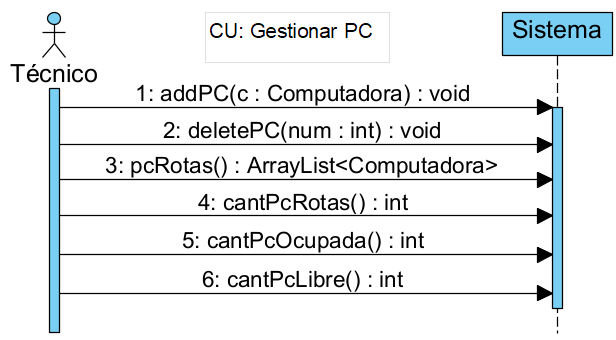 CU: Gestionar PC
Sistema
Técnico
1: addPC(c : Computadora) : void
2: deletePC(num : int) : void
3: pcRotas() : ArrayList<Computadora>
4: cantPcRotas() : int
5: cantPcOcupada() : int
6: cantPcLibre() : int